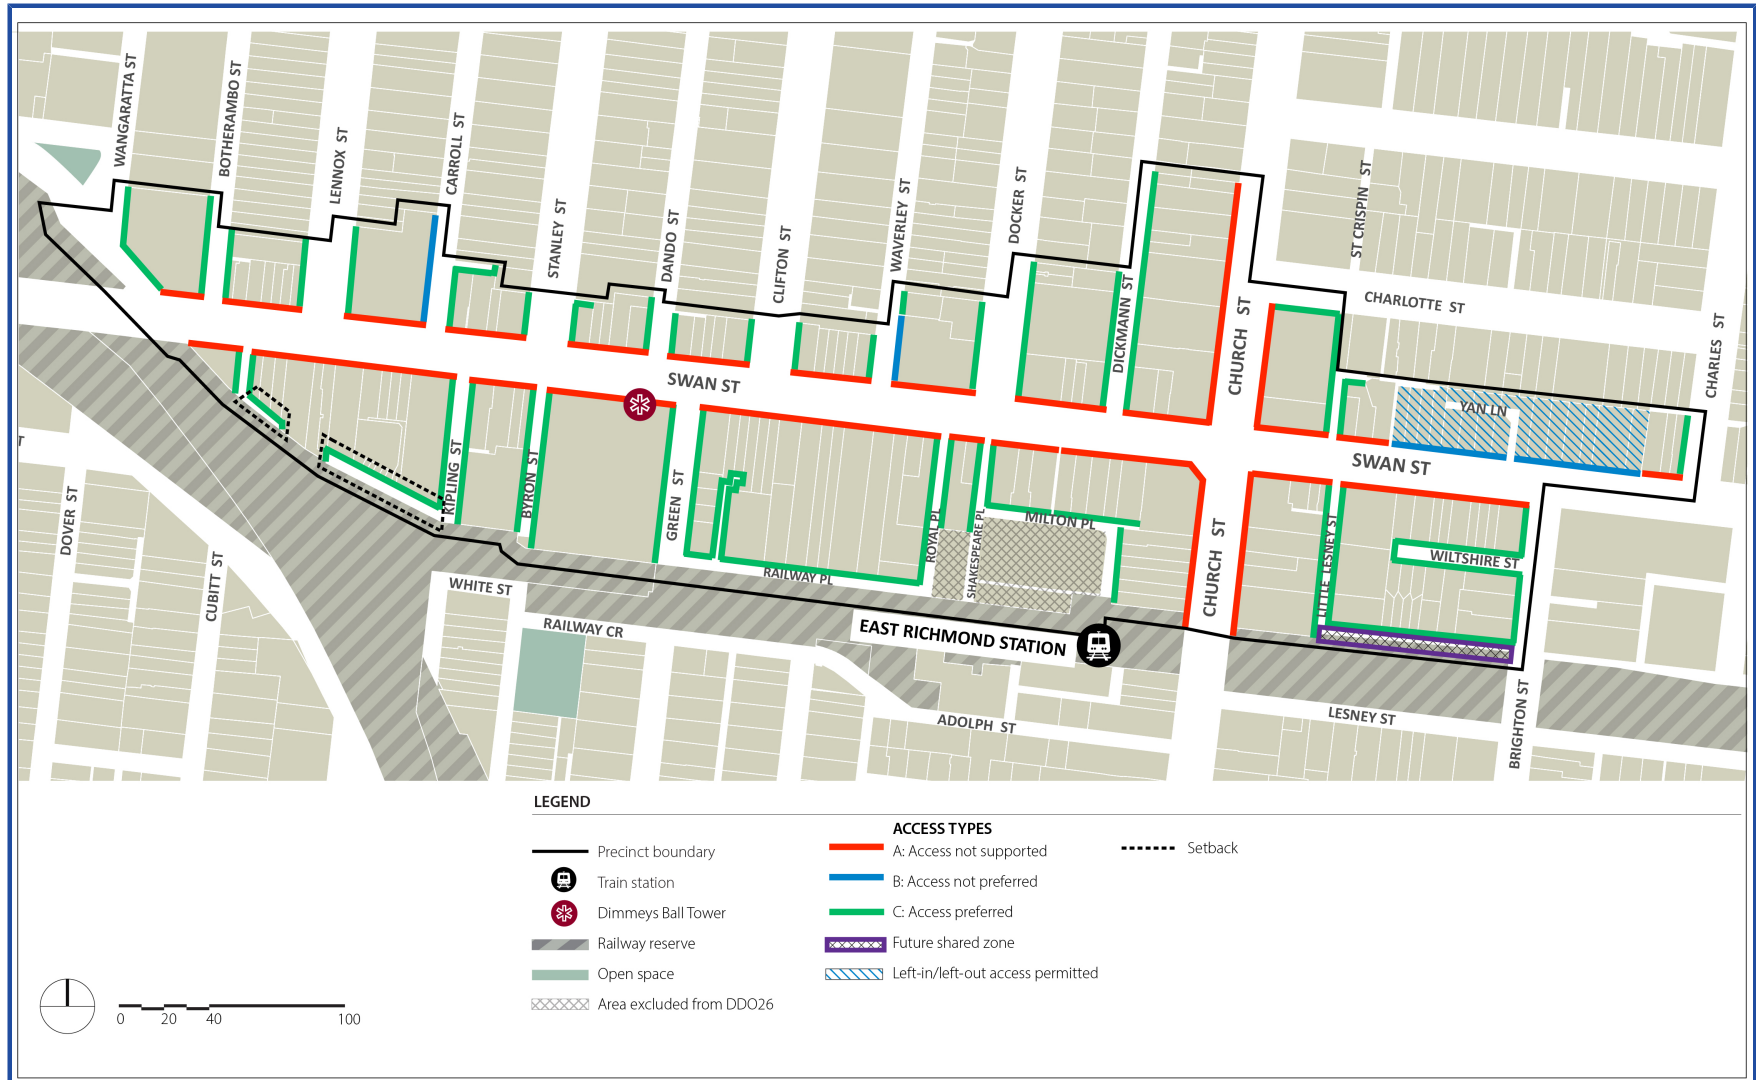 WANGARATTA ST
BOTHERAMBO ST
LENNOX ST
CARROLL ST
STANLEY ST
DANDO ST
CLIFTON ST
WAVERLEY ST
DOCKER ST
DICKMANN ST
CHURCH ST
ST CRISPIN ST
CHARLOTTE ST
CHARLES ST
SWAN ST
YAN LN
SWAN ST
T
DOVER ST
CUBITT ST
KIPLING ST
BYRON ST
GREEN ST
ROYAL PL
SHAKESPEARE PL
MILTON PL
CHURCH ST
LITTLE LESNEY ST
WILTSHIRE ST
RAILWAY PL
WHITE ST
RAILWAY CR
EAST RICHMOND STATION
ADOLPH ST
LESNEY ST
BRIGHTON ST
LEGEND
Precinct boundary
Train station
Dimmeys Ball Tower
Railway reserve
Open space
Area excluded from DDO26
ACCESS TYPES
A: Access not supported
B: Access not preferred
C: Access preferred
Future shared zone
Left-in/left-out access permitted
Setback
0 20 40 100